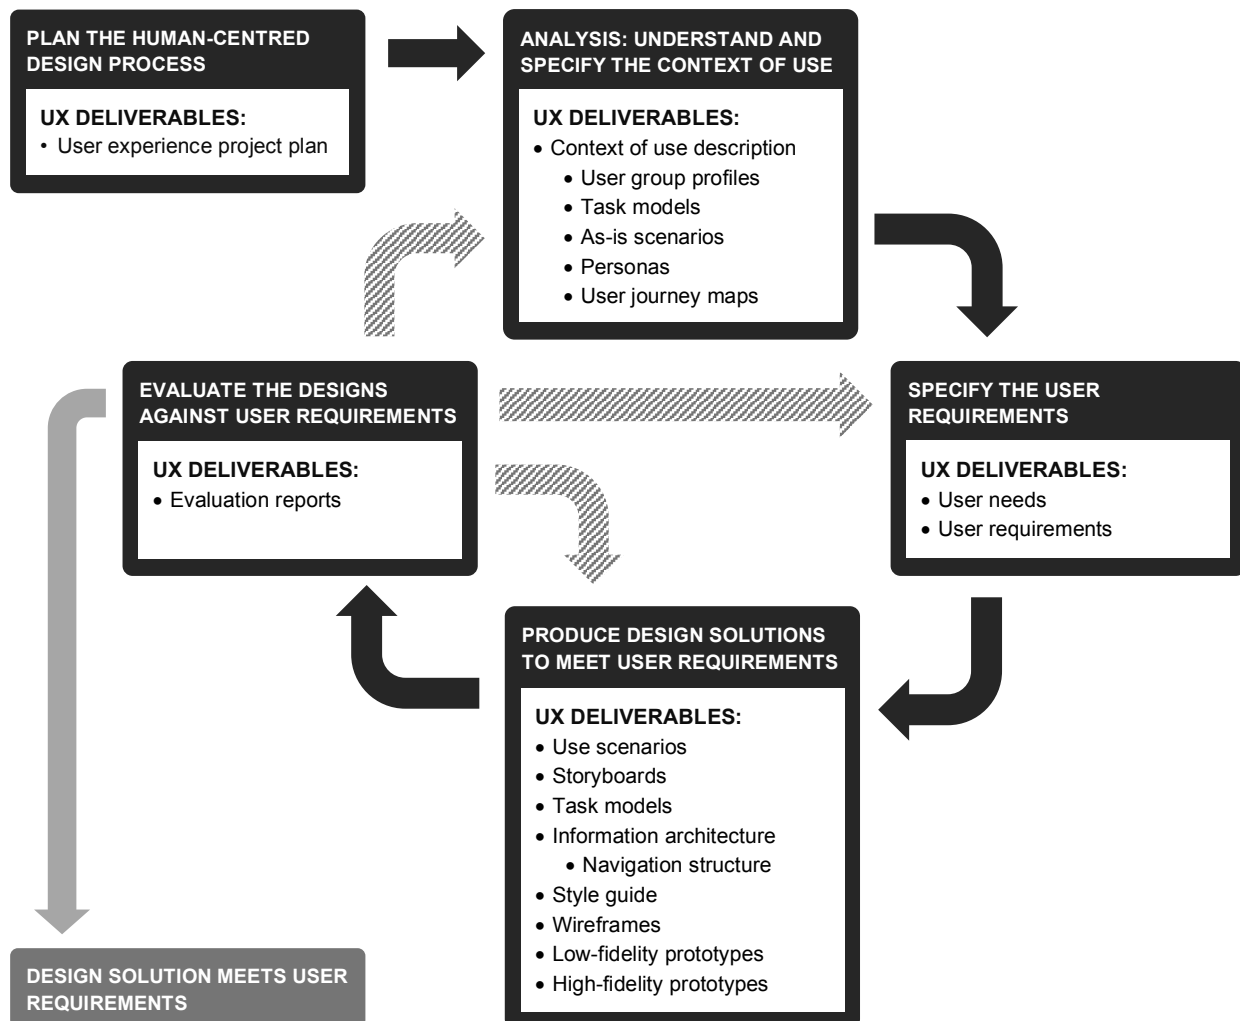 PLAN THE HUMAN-CENTRED
DESIGN PROCESS
UX DELIVERABLES:
• User experience project plan
ANALYSIS: UNDERSTAND AND
SPECIFY THE CONTEXT OF USE
UX DELIVERABLES:
• Context of use description
• User group profiles
• Task models
• As-is scenarios
• Personas
• User journey maps
EVALUATE THE DESIGNS
AGAINST USER REQUIREMENTS
UX DELIVERABLES:
• Evaluation reports
SPECIFY THE USER
REQUIREMENTS
UX DELIVERABLES:
• User needs
• User requirements
PRODUCE DESIGN SOLUTIONS
TO MEET USER REQUIREMENTS
UX DELIVERABLES:
• Use scenarios
• Storyboards
• Task models
• Information architecture
• Navigation structure
• Style guide
• Wireframes
• Low-fidelity prototypes
• High-fidelity prototypes
DESIGN SOLUTION MEETS USER
REQUIREMENTS